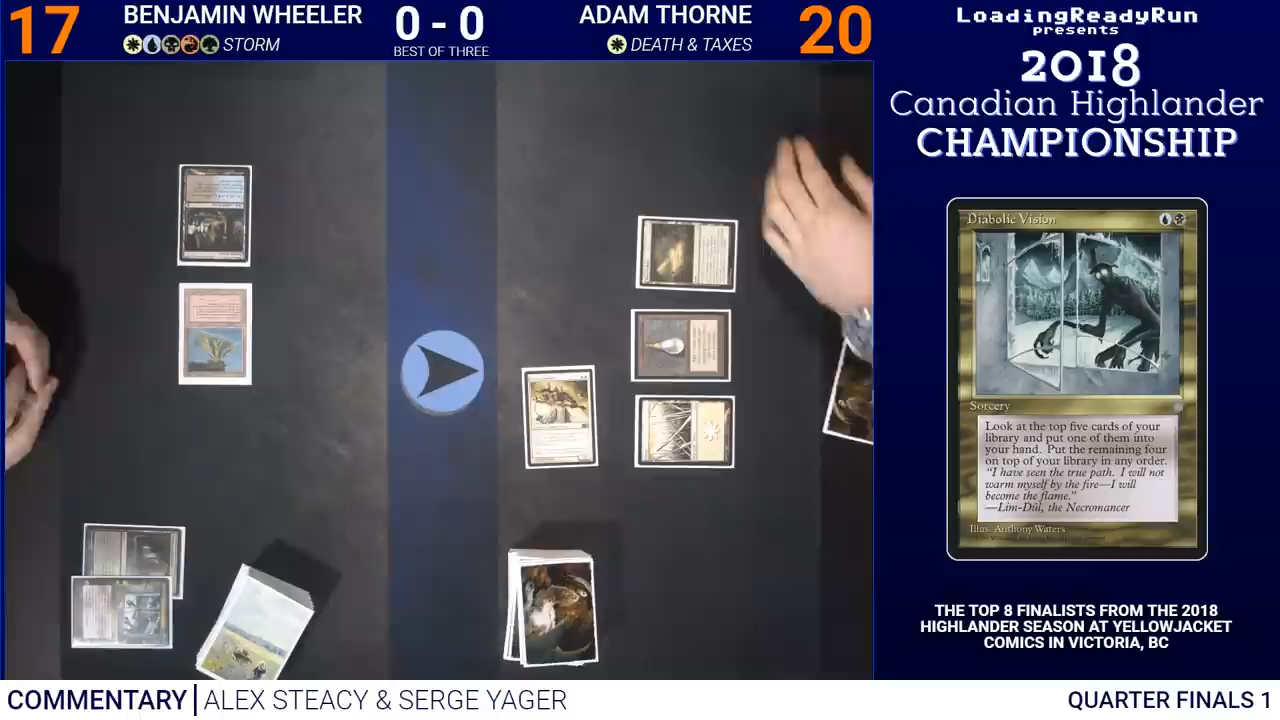 17
BENJAMIN WHEELER
STORM
0 - 0
BEST OF THREE
ADAM THORNE
DEATH & TAXES
20
LoadingReadyRun
presents
2018
Canadian Highlander
CHAMPIONSHIP
Diabolic Vision
Sorcery
Look at the top five cards of your
library and put one of them into
your hand. Put the remaining four
on top of your library in any order.
"I have seen the true path. I will not
warm myself by the fire—I will
become the flame."
—Lim-Dûl, the Necromancer
Illus. Anthony Waters
THE TOP 8 FINALISTS FROM THE 2018
HIGHLANDER SEASON AT YELLOWJACKET
COMICS IN VICTORIA, BC
COMMENTARY | ALEX STEACY & SERGE YAGER
QUARTER FINALS 1